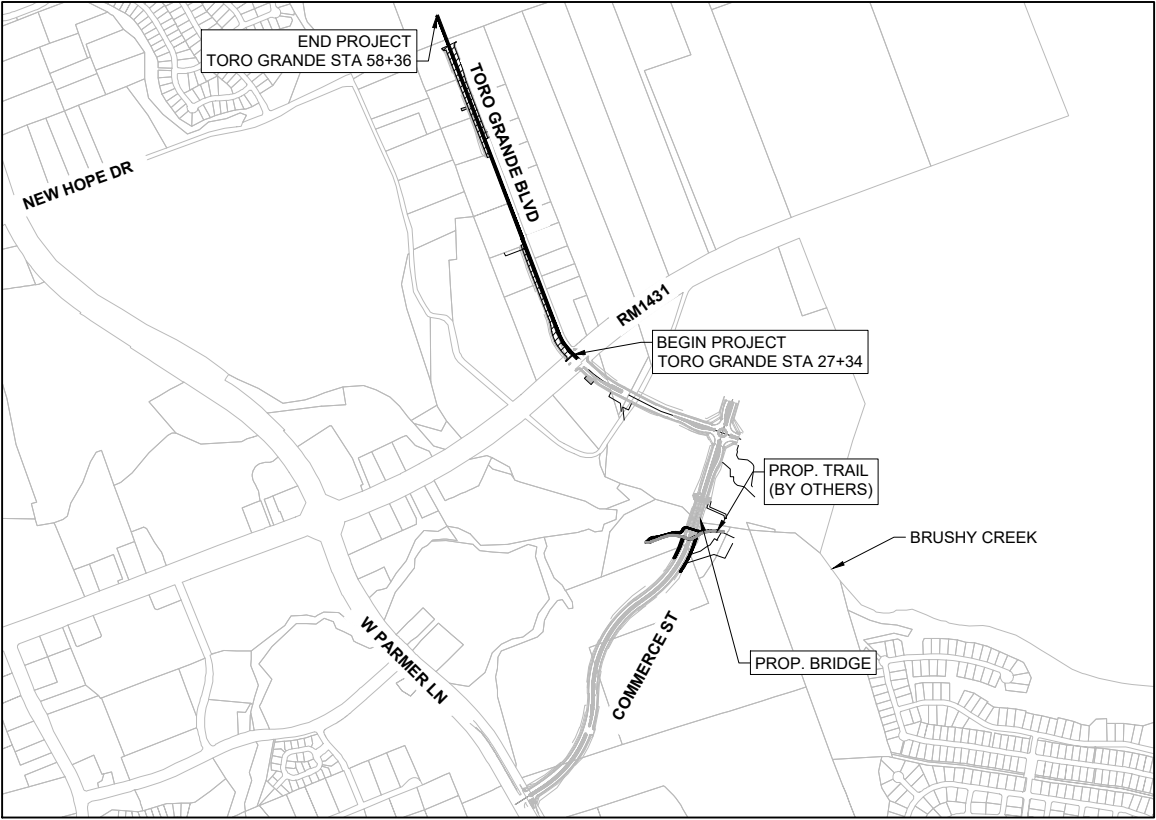 END PROJECT
TORO GRANDE STA 58+36
TORO GRANDE BLVD
NEW HOPE DR
RM1431
BEGIN PROJECT
TORO GRANDE STA 27+34
PROP. TRAIL
(BY OTHERS)
BRUSHY CREEK
W PARMER LN
COMMERCE ST
PROP. BRIDGE